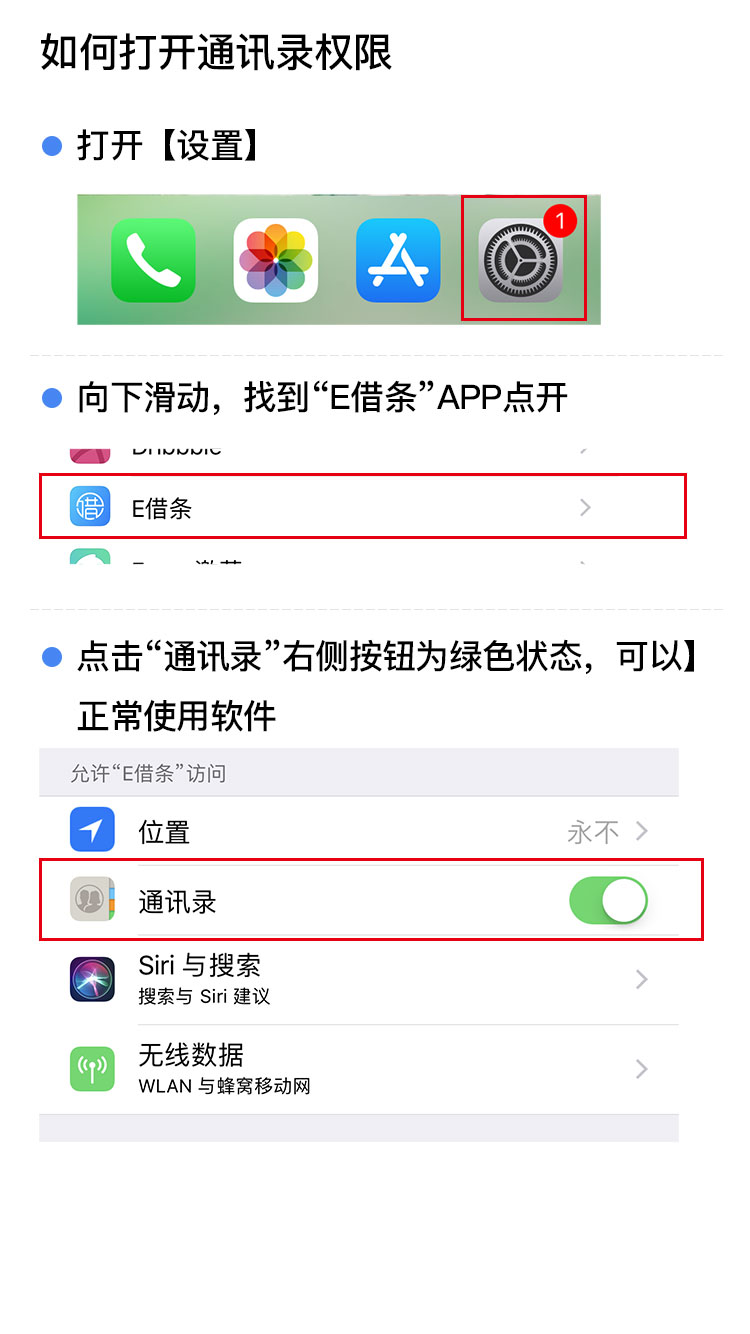 如何打开通讯录权限
打开【设置】
1
向下滑动，找到“E借条”APP点开
Dribbble
E借条
点击“通讯录”右侧按钮为绿色状态，可以】
正常使用软件
允许“E借条”访问
位置 永不
通讯录
Siri 与搜索
搜索与 Siri 建议
无线数据
WLAN 与蜂窝移动网